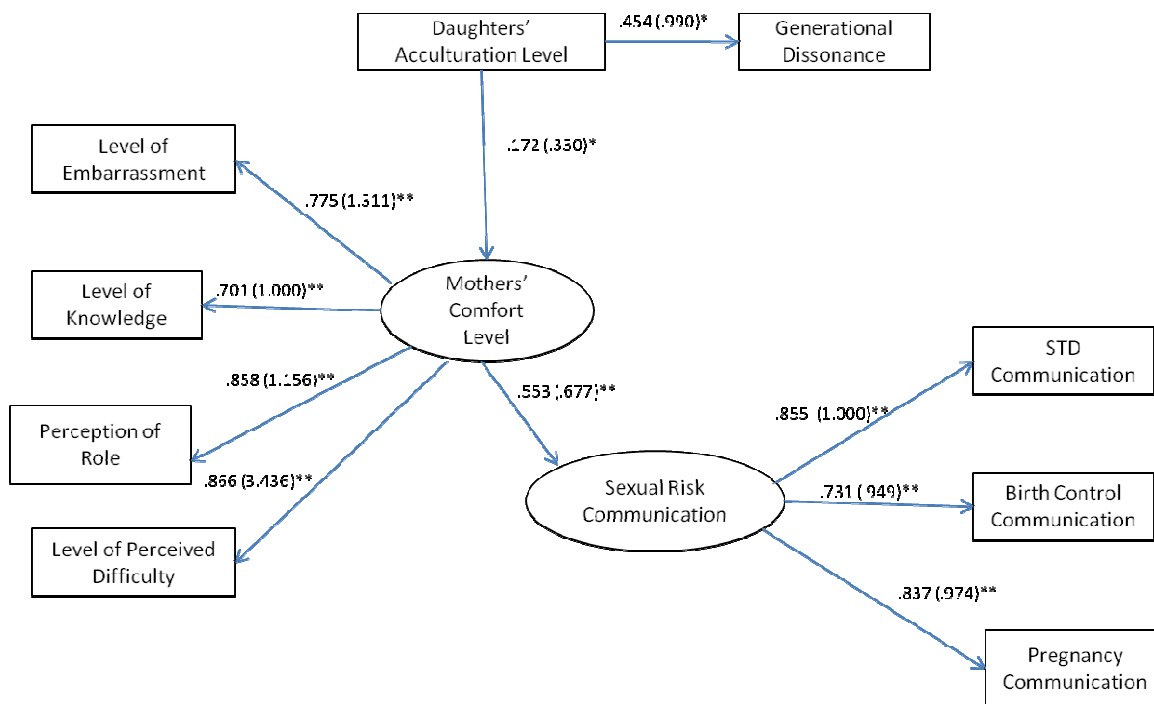 .454 (.990)*
Daughters'
Acculturation Level
Generational
Dissonance
.172 (.330)*
Level of
Embarrassment
.775 (1.311)**
Mothers'
Comfort
Level
Level of
Knowledge
.701 (1.000)**
.858 (1.156)**
.553 (.677)**
STD
Communication
.855 (1.000)**
Perception of
Role
.866 (3.436)**
Sexual Risk
Communication
.731 (.949)**
Birth Control
Communication
Level of Perceived
Difficulty
.837 (.974)**
Pregnancy
Communication